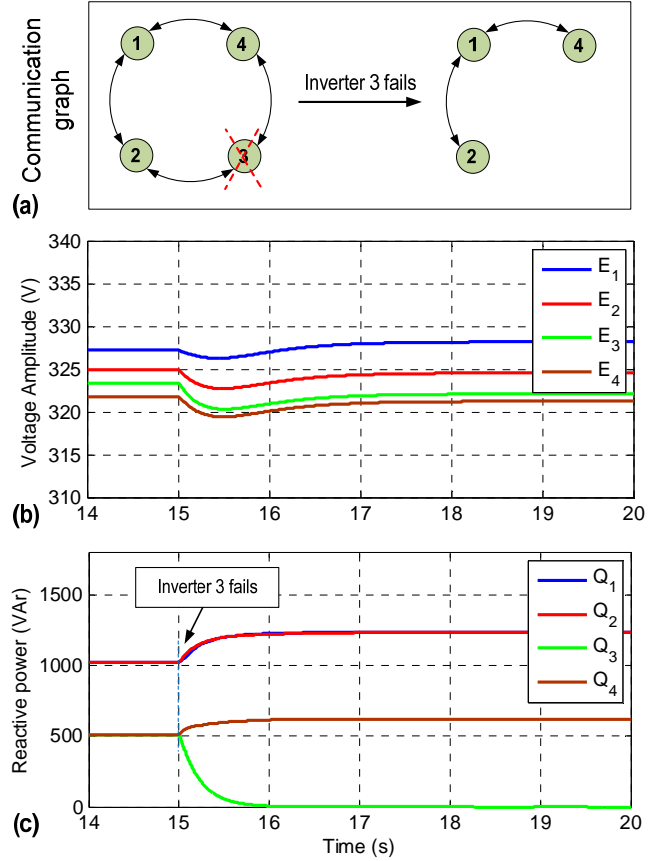 Communication
graph
(a)
1
4
2
3
Inverter 3 fails
1
4
2
Voltage Amplitude (V)
340
335
330
325
320
315
310
E1
E2
E3
E4
14 15 16 17 18 19 20
(b)
Reactive power (VAr)
1500
1000
500
0
Inverter 3 fails
Q1
Q2
Q3
Q4
14 15 16 17 18 19 20
Time (s)
(c)